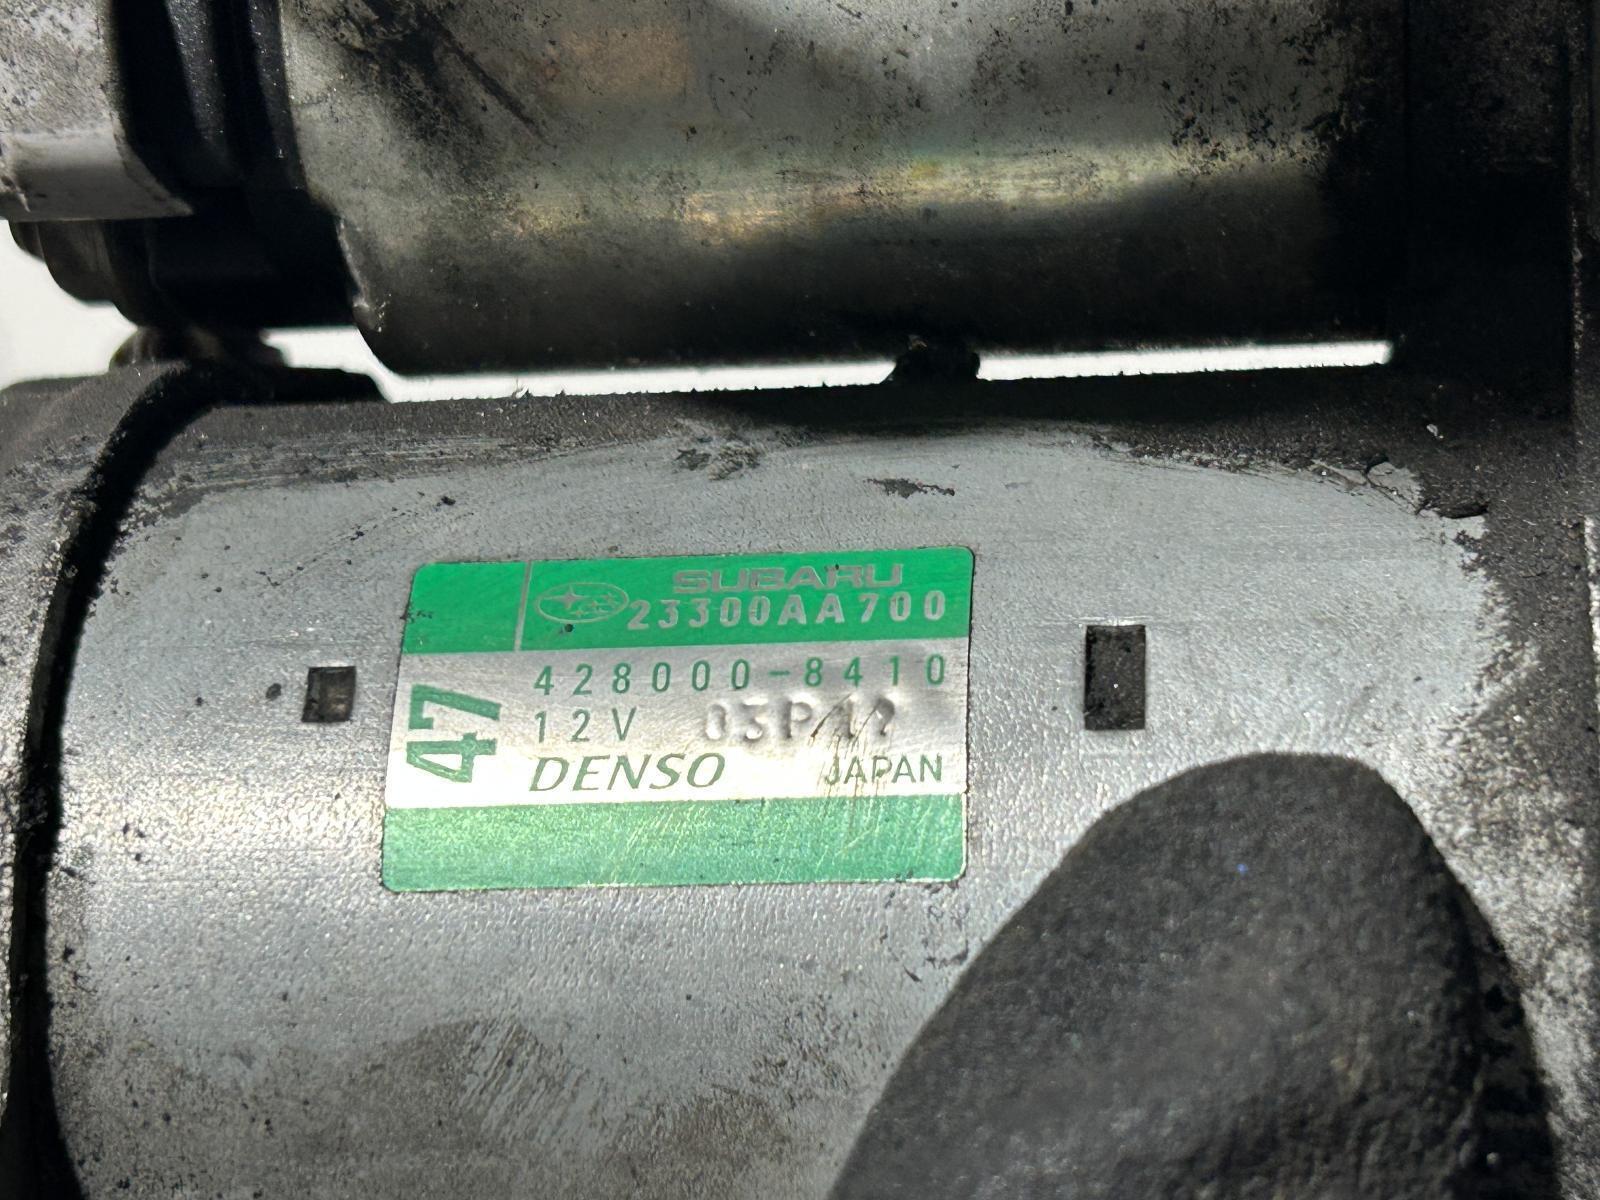 SUBARU
23300AA700
428000-8410
47
12V
DENSO JAPAN